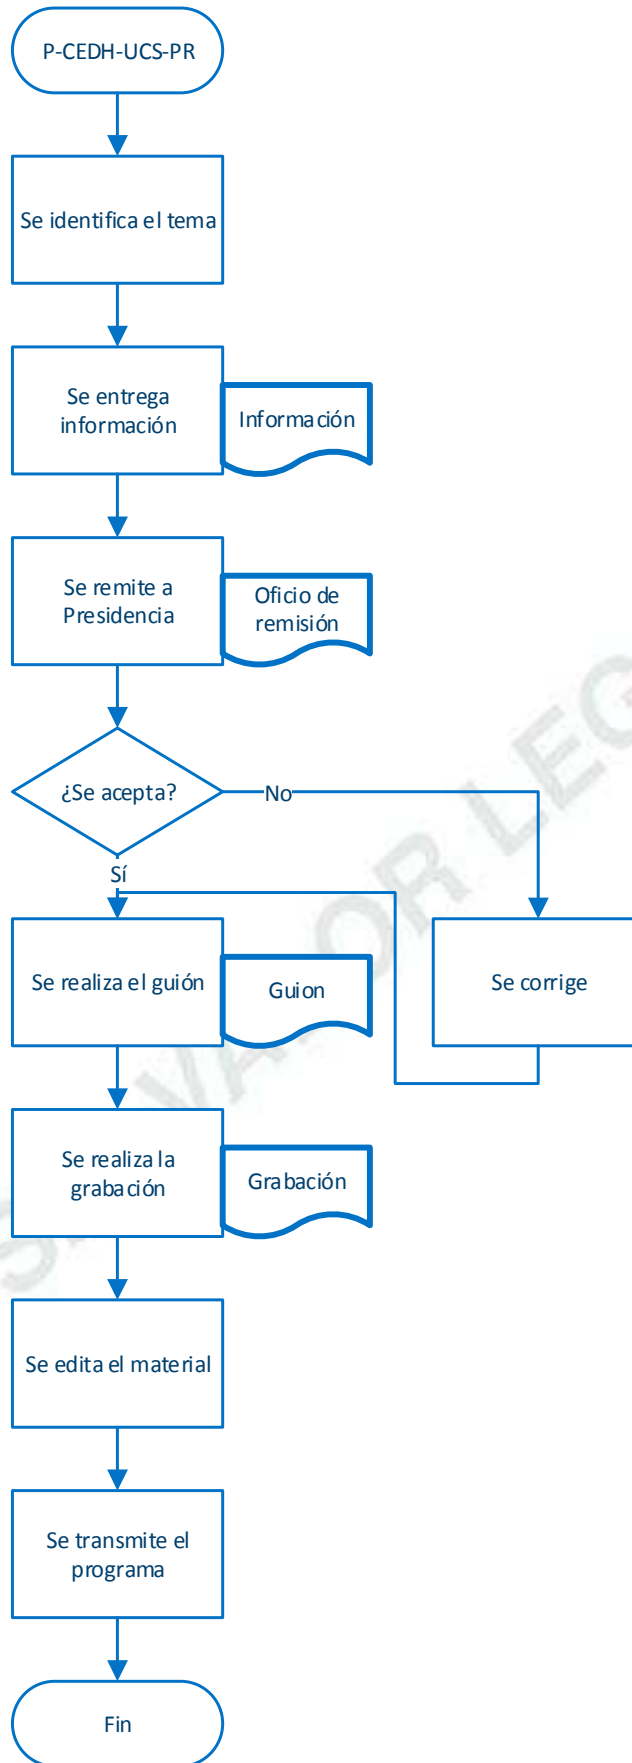 P-CEDH-UCS-PR
Se identifica el tema
Se entrega
información
Información
Se remite a
Presidencia
Oficio de
remisión
¿Se acepta?
No
Sí
Se realiza el guión
Guion
Se corrige
Se realiza la
grabación
Grabación
Se edita el material
Se transmite el
programa
Fin